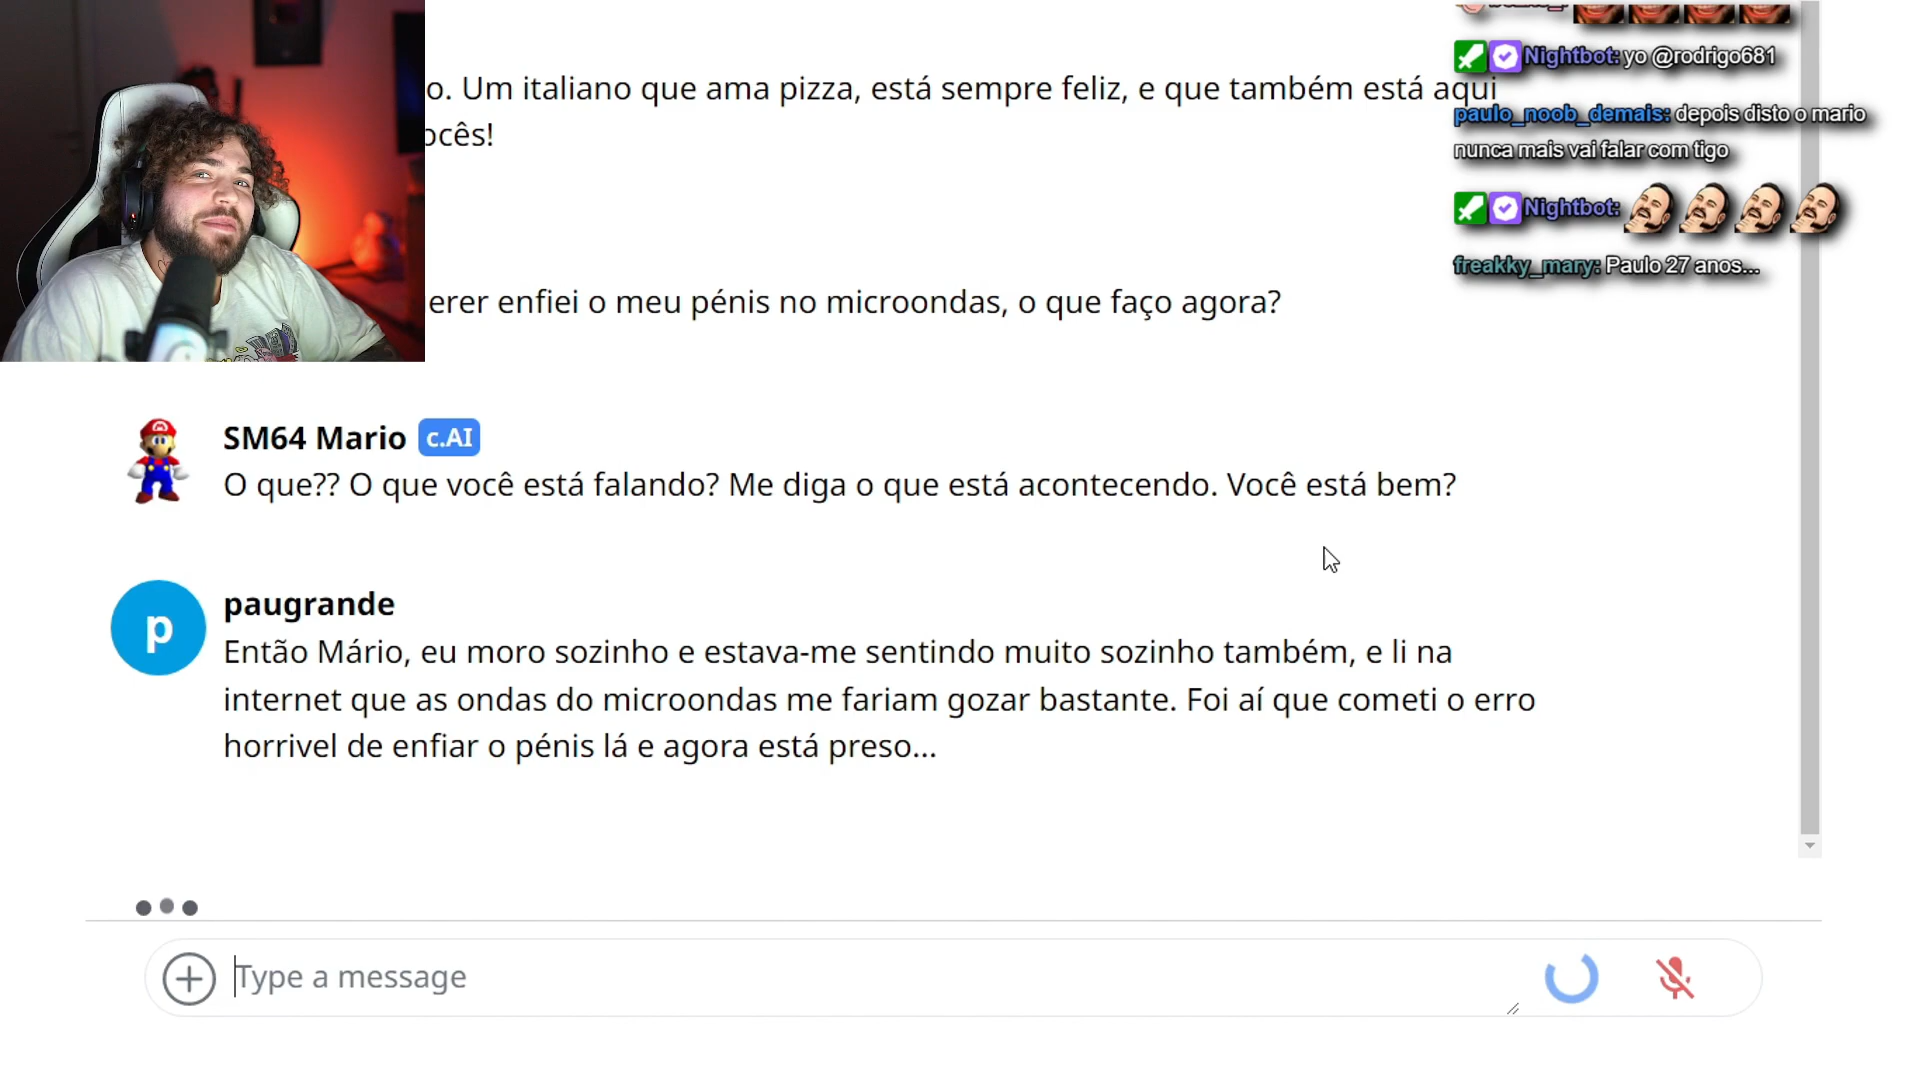 o. Um italiano que ama pizza, está sempre feliz, e que também está aqui
ocês!
erer enfiei o meu pénis no microondas, o que faço agora?
SM64 Mario c.AI
O que?? O que você está falando? Me diga o que está acontecendo. Você está bem?
p
paugrande
Então Mário, eu moro sozinho e estava-me sentindo muito sozinho também, e li na
internet que as ondas do microondas me fariam gozar bastante. Foi aí que cometi o erro
horrivel de enfiar o pénis lá e agora está preso...
Type a message
Nightbot: yo @rodrigo681
paulo_noob_demais: depois disto o mario
nunca mais vai falar com tigo
Nightbot:
freakky_mary: Paulo 27 anos...